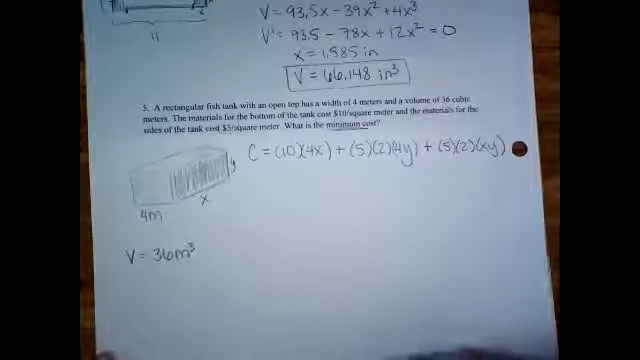 11
V = 93.5x - 39x² + 4x³
V' = 93.5 - 78x + 12x² = 0
x = 1.585 in
V = 66.148 in³
5. A rectangular fish tank with an open top has a width of 4 meters and a volume of 36 cubic
meters. The materials for the bottom of the tank cost $10/square meter and the materials for the
sides of the tank cost $5/square meter. What is the minimum cost?
C = (10)(4x) + (5)(2)(4y) + (5)(2)(xy)
y
x
4m
V = 36m³